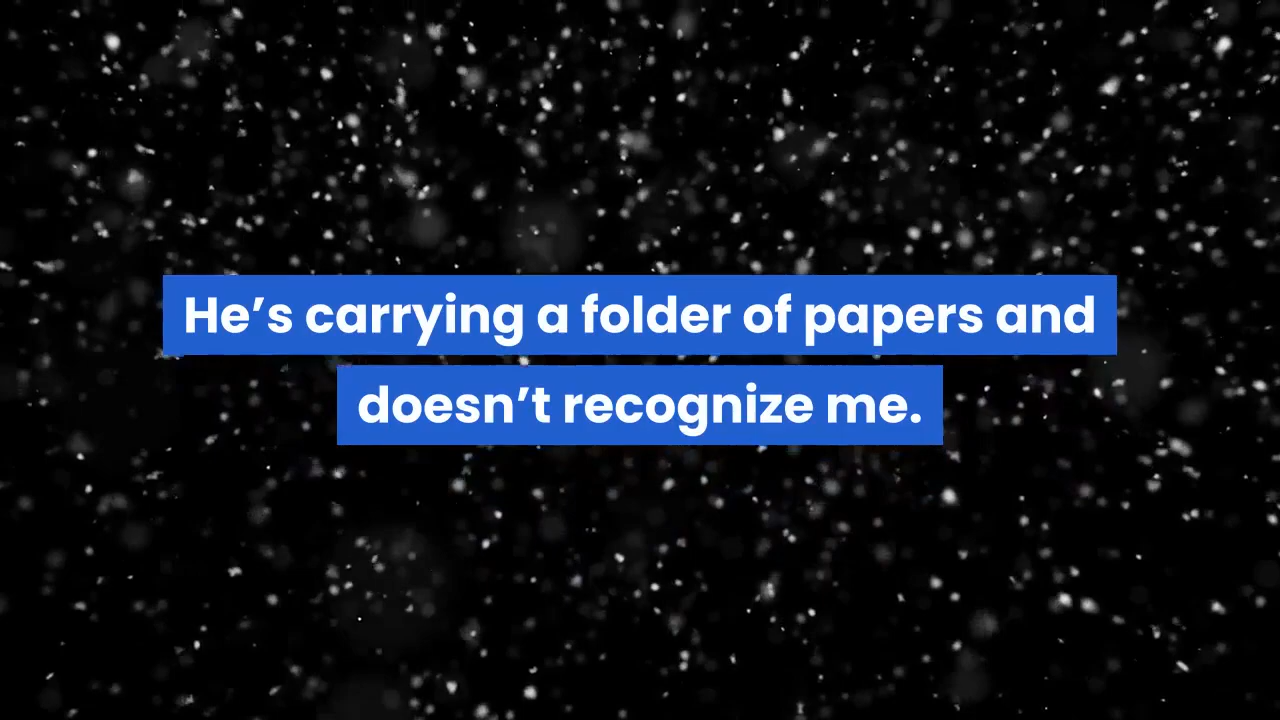 He’s carrying a folder of papers and
doesn’t recognize me.